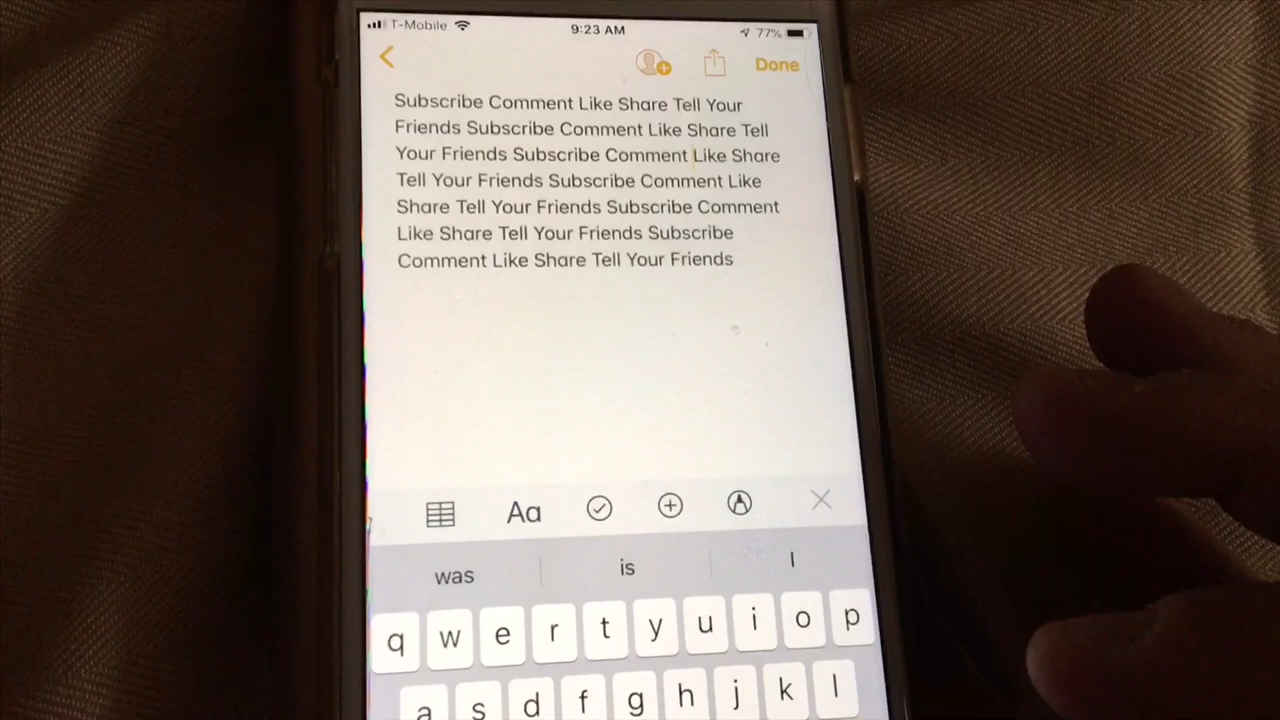 T-Mobile 9:23 AM 77%
Done
Subscribe Comment Like Share Tell Your
Friends Subscribe Comment Like Share Tell
Your Friends Subscribe Comment Like Share
Tell Your Friends Subscribe Comment Like
Share Tell Your Friends Subscribe Comment
Like Share Tell Your Friends Subscribe
Comment Like Share Tell Your Friends
Aa
was is I
q w e r t y u i o p
a s d f g h j k l